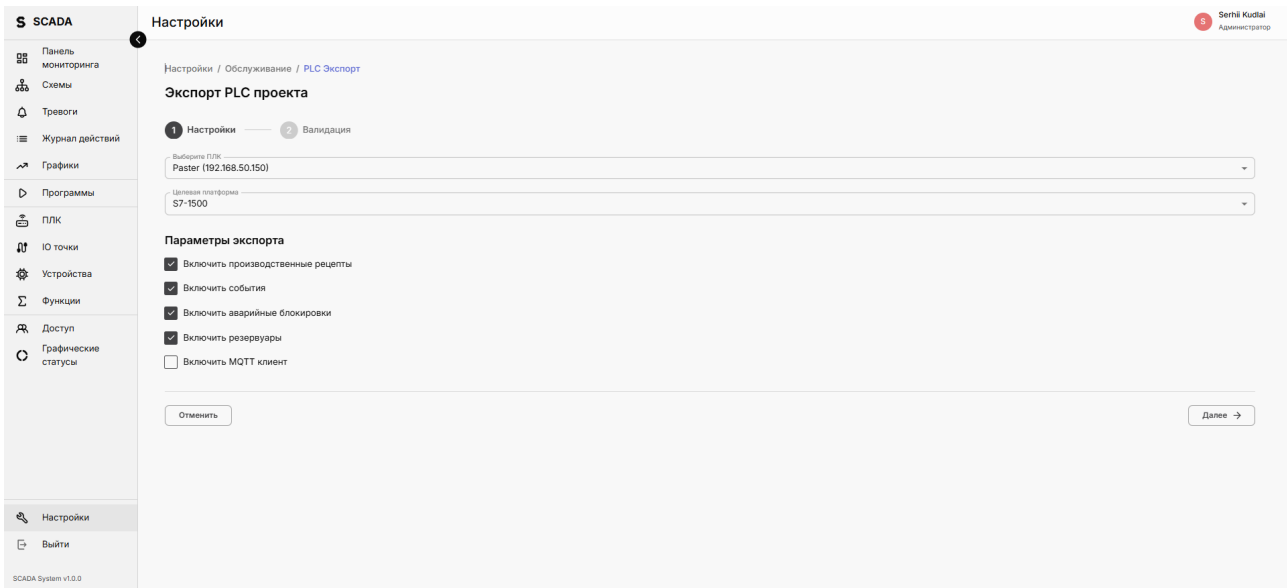 S SCADA
Панель
мониторинга
Схемы
Тревоги
Журнал действий
Графики
Программы
ПЛК
IO точки
Устройства
Функции
Доступ
Графические
статусы
Настройки
Выйти
SCADA System v1.0.0
Настройки
S
Serhii Kudlai
Администратор
Настройки / Обслуживание / PLC Экспорт
Экспорт PLC проекта
1 Настройки
2 Валидация
Выберите ПЛК
Paster (192.168.50.150)
Целевая платформа
S7-1500
Параметры экспорта
Включить производственные рецепты
Включить события
Включить аварийные блокировки
Включить резервуары
Включить MQTT клиент
Отменить
Далее →